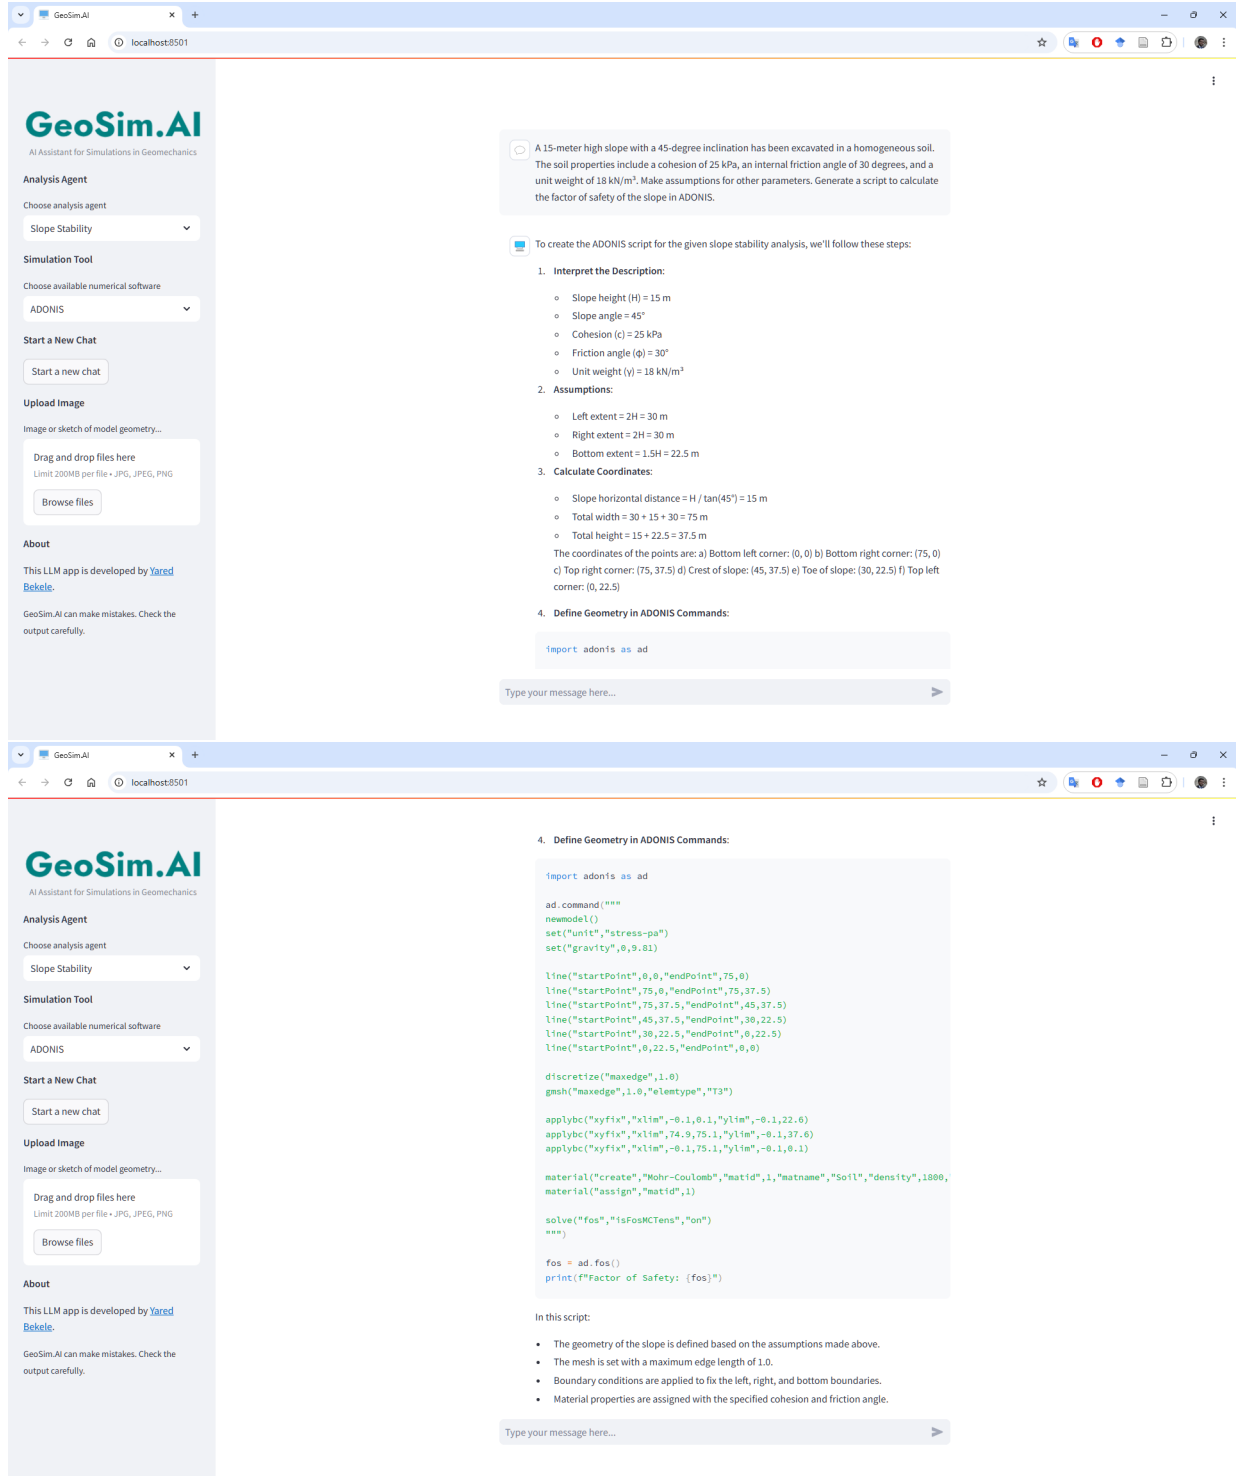 GeoSim.AI
localhost:8501
GeoSim.AI
AI Assistant for Simulations in Geomechanics
Analysis Agent
Choose analysis agent
Slope Stability
Simulation Tool
Choose available numerical software
ADONIS
Start a New Chat
Start a new chat
Upload Image
Image or sketch of model geometry...
Drag and drop files here
Limit 200MB per file • JPG, JPEG, PNG
Browse files
About
This LLM app is developed by Yared
Bekele.
GeoSim.AI can make mistakes. Check the
output carefully.
A 15-meter high slope with a 45-degree inclination has been excavated in a homogeneous soil.
The soil properties include a cohesion of 25 kPa, an internal friction angle of 30 degrees, and a
unit weight of 18 kN/m³. Make assumptions for other parameters. Generate a script to calculate
the factor of safety of the slope in ADONIS.
To create the ADONIS script for the given slope stability analysis, we'll follow these steps:
1. Interpret the Description:
◦ Slope height (H) = 15 m
◦ Slope angle = 45°
◦ Cohesion (c) = 25 kPa
◦ Friction angle (φ) = 30°
◦ Unit weight (γ) = 18 kN/m³
2. Assumptions:
◦ Left extent = 2H = 30 m
◦ Right extent = 2H = 30 m
◦ Bottom extent = 1.5H = 22.5 m
3. Calculate Coordinates:
◦ Slope horizontal distance = H / tan(45°) = 15 m
◦ Total width = 30 + 15 + 30 = 75 m
◦ Total height = 15 + 22.5 = 37.5 m
The coordinates of the points are: a) Bottom left corner: (0, 0) b) Bottom right corner: (75, 0)
c) Top right corner: (75, 37.5) d) Crest of slope: (45, 37.5) e) Toe of slope: (30, 22.5) f) Top left
corner: (0, 22.5)
4. Define Geometry in ADONIS Commands:
import adonis as ad
Type your message here...
GeoSim.AI
localhost:8501
GeoSim.AI
AI Assistant for Simulations in Geomechanics
Analysis Agent
Choose analysis agent
Slope Stability
Simulation Tool
Choose available numerical software
ADONIS
Start a New Chat
Start a new chat
Upload Image
Image or sketch of model geometry...
Drag and drop files here
Limit 200MB per file • JPG, JPEG, PNG
Browse files
About
This LLM app is developed by Yared
Bekele.
GeoSim.AI can make mistakes. Check the
output carefully.
4. Define Geometry in ADONIS Commands:
import adonis as ad
ad.command("""
newmodel()
set("unit","stress-pa")
set("gravity",0,9.81)
line("startPoint",0,0,"endPoint",75,0)
line("startPoint",75,0,"endPoint",75,37.5)
line("startPoint",75,37.5,"endPoint",45,37.5)
line("startPoint",45,37.5,"endPoint",30,22.5)
line("startPoint",30,22.5,"endPoint",0,22.5)
line("startPoint",0,22.5,"endPoint",0,0)
discretize("maxedge",1.0)
gmsh("maxedge",1.0,"elemtype","T3")
applybc("xyfix","xlim",-0.1,0.1,"ylim",-0.1,22.6)
applybc("xyfix","xlim",74.9,75.1,"ylim",-0.1,37.6)
applybc("xyfix","xlim",-0.1,75.1,"ylim",-0.1,0.1)
material("create","Mohr-Coulomb","matid",1,"matname","Soil","density",1800,
material("assign","matid",1)
solve("fos","isFosMCTens","on")
""")
fos = ad.fos()
print(f"Factor of Safety: {fos}")
In this script:
• The geometry of the slope is defined based on the assumptions made above.
• The mesh is set with a maximum edge length of 1.0.
• Boundary conditions are applied to fix the left, right, and bottom boundaries.
• Material properties are assigned with the specified cohesion and friction angle.
Type your message here...